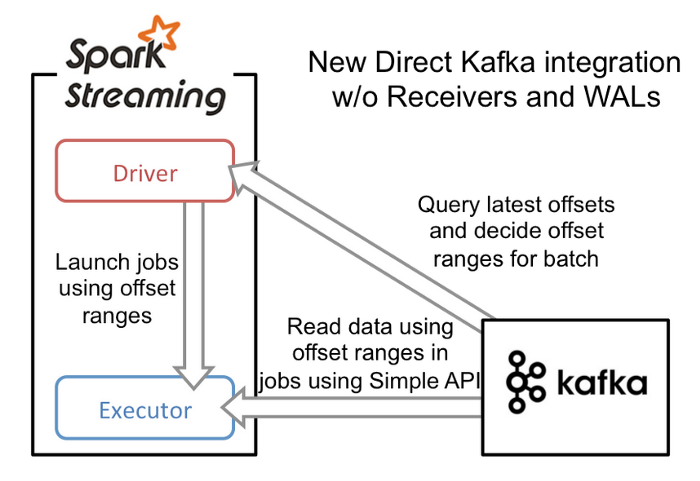 Spark
Streaming
New Direct Kafka integration
w/o Receivers and WALs
Driver
Query latest offsets
and decide offset
ranges for batch
Launch jobs
using offset
ranges
Read data using
offset ranges in
jobs using Simple API
kafka
Executor